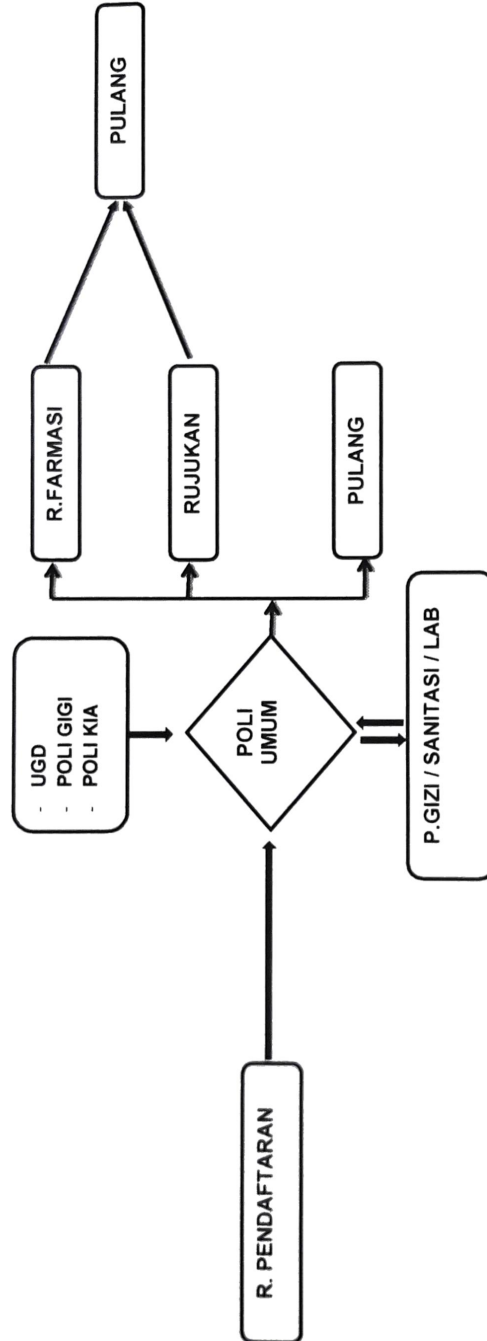 R. PENDAFTARAN
- UGD
- POLI GIGI
- POLI KIA
POLI
UMUM
P.GIZI / SANITASI / LAB
R.FARMASI
RUJUKAN
PULANG
PULANG